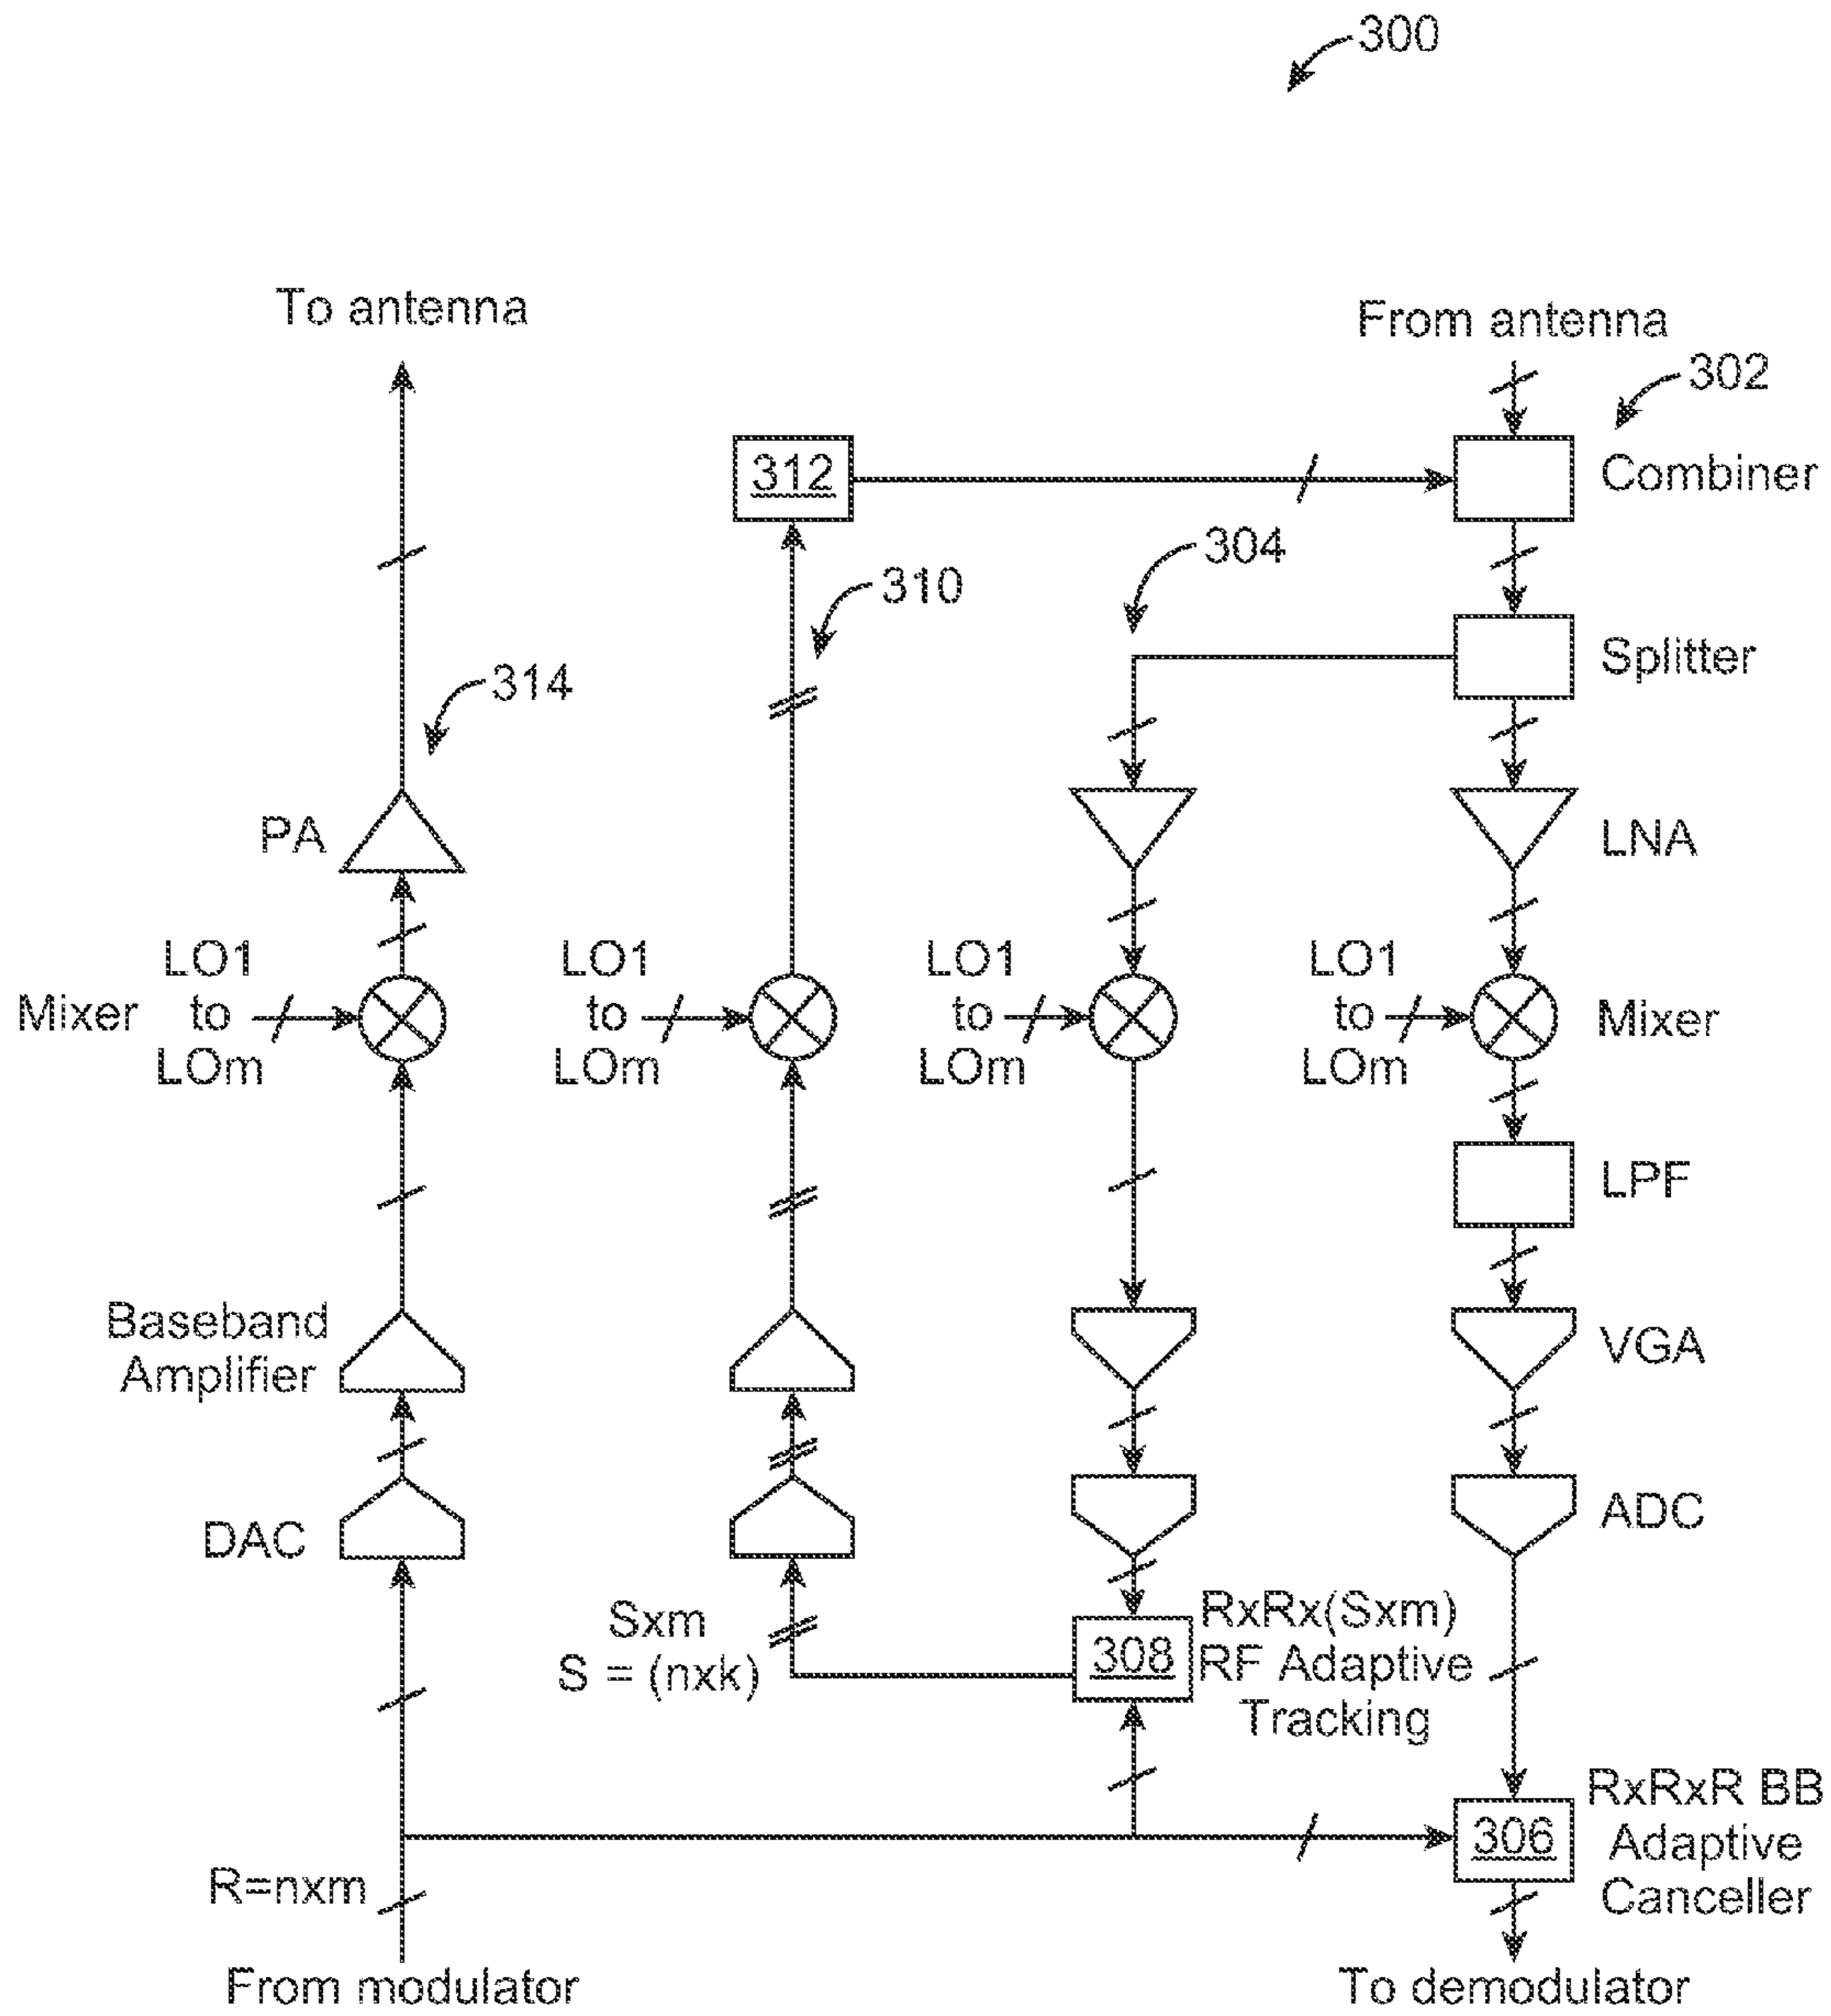 300
To antenna
From antenna
302
312
Combiner
304
310
Splitter
314
PA
LNA
Mixer
LO1
to
LOm
LO1
to
LOm
LO1
to
LOm
LO1
to
LOm
Mixer
LPF
Baseband
Amplifier
VGA
DAC
ADC
Sxm
S = (nxk)
308
RxRx(Sxm)
RF Adaptive
Tracking
RxRxR BB
Adaptive
Canceller
306
R=nxm
From modulator
To demodulator